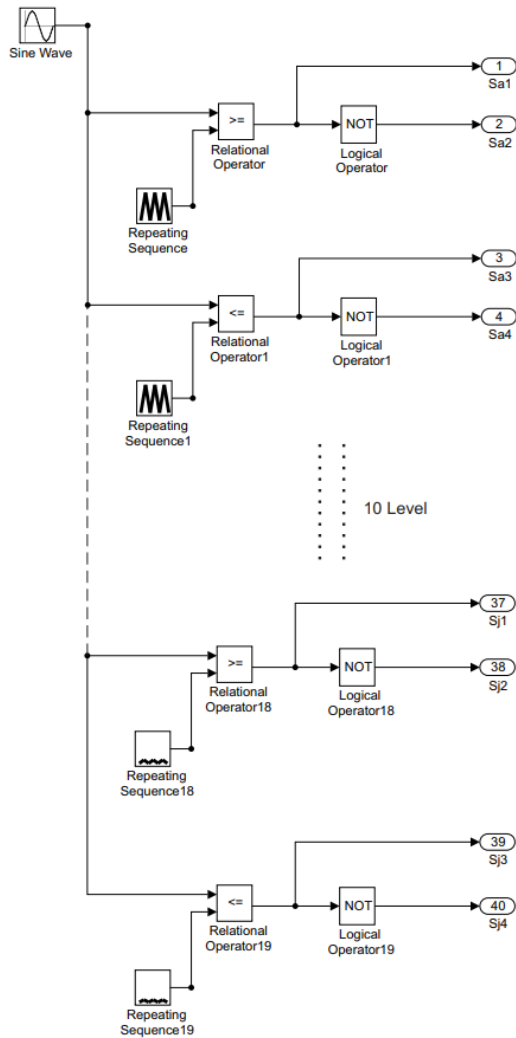 Sine Wave
1
Sa1
>=
NOT
2
Sa2
Relational
Operator
Logical
Operator
Repeating
Sequence
3
Sa3
<=
NOT
4
Sa4
Relational
Operator1
Logical
Operator1
Repeating
Sequence1
10 Level
37
Sj1
>=
NOT
38
Sj2
Relational
Operator18
Logical
Operator18
Repeating
Sequence18
39
Sj3
<=
NOT
40
Sj4
Relational
Operator19
Logical
Operator19
Repeating
Sequence19